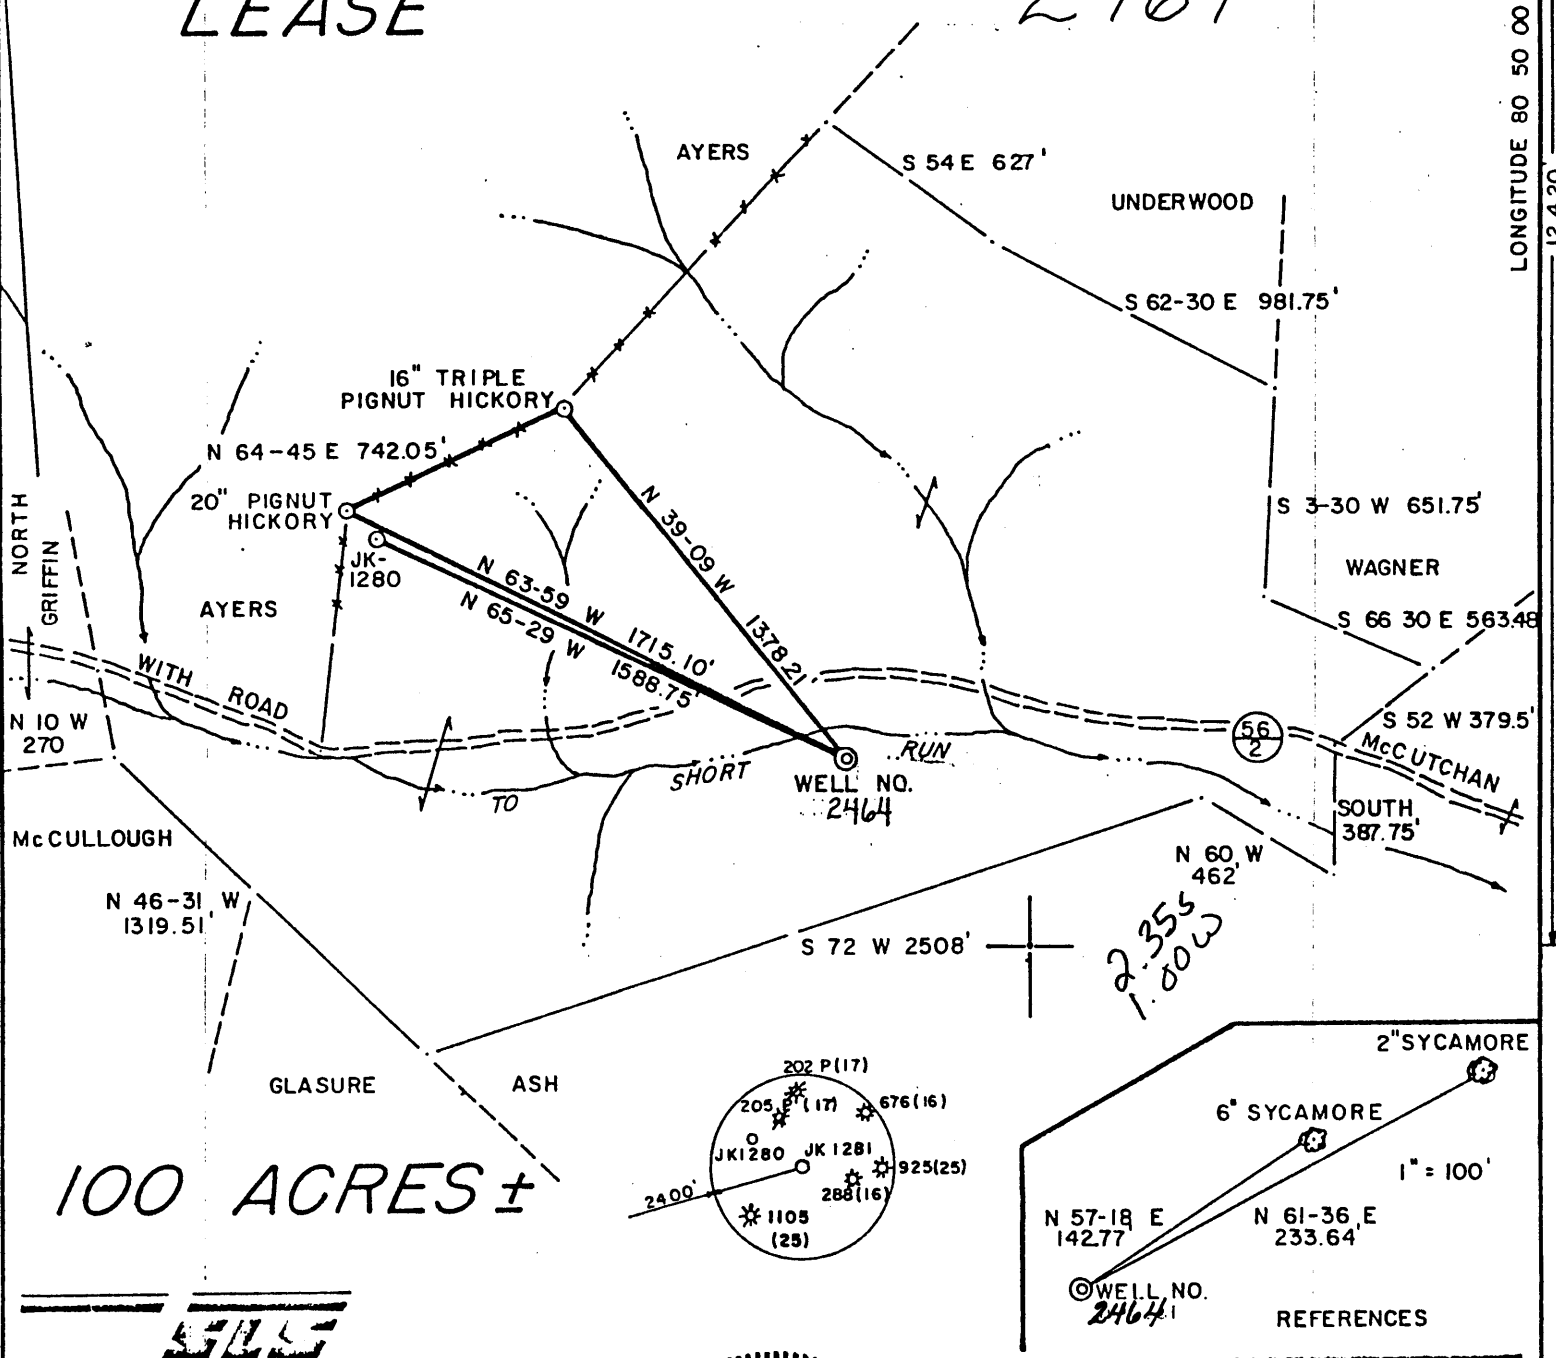 LEASE
LONGITUDE 80 50 00
AYERS
S 54 E 627'
UNDERWOOD
S 62-30 E 981.75'
16" TRIPLE
PIGNUT HICKORY
N 64-45 E 742.05'
20" PIGNUT
HICKORY
JK-
1280
NORTH
GRIFFIN
AYERS
N 39-09 W 1378.21
N 63-59 W 1715.10'
N 65-29 W 1588.75'
S 3-30 W 651.75'
WAGNER
S 66 30 E 563.48
WITH ROAD
N 10 W
270
S 52 W 379.5'
56
2
McCUTCHAN
RUN
SHORT
TO
WELL NO.
2464
SOUTH
387.75'
McCULLOUGH
N 60 W
462'
N 46-31 W
1319.51'
S 72 W 2508'
2.35S
1.00W
GLASURE
ASH
202 P(17)
205 P (17)
676(16)
JK1280
JK 1281
925(25)
288(16)
2400'
1105
(25)
100 ACRES ±
2" SYCAMORE
6" SYCAMORE
1" = 100'
N 57-18 E
142.77'
N 61-36 E
233.64'
WELL NO.
2464
REFERENCES